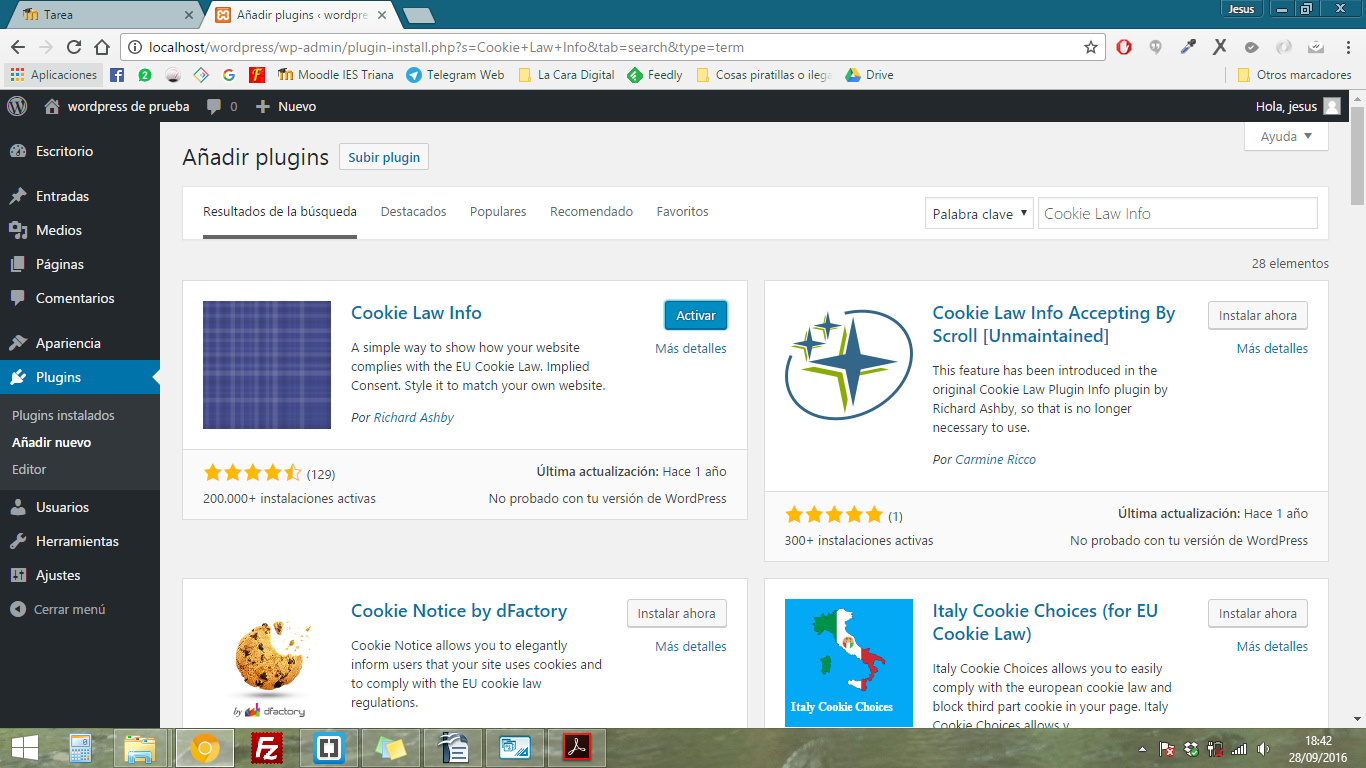 Tarea
Añadir plugins ‹ wordpre
Jesus
localhost/wordpress/wp-admin/plugin-install.php?s=Cookie+Law+Info&tab=search&type=term
Aplicaciones
Moodle IES Triana
Telegram Web
La Cara Digital
Feedly
Cosas piratillas o ilega
Drive
Otros marcadores
wordpress de prueba
0
Nuevo
Hola, jesus
Escritorio
Entradas
Medios
Páginas
Comentarios
Apariencia
Plugins
Plugins instalados
Añadir nuevo
Editor
Usuarios
Herramientas
Ajustes
Cerrar menú
Ayuda
Añadir plugins
Subir plugin
Resultados de la búsqueda
Destacados
Populares
Recomendado
Favoritos
Palabra clave
Cookie Law Info
28 elementos
Cookie Law Info
Activar
Más detalles
A simple way to show how your website
complies with the EU Cookie Law. Implied
Consent. Style it to match your own website.
Por Richard Ashby
(129)
200.000+ instalaciones activas
Última actualización: Hace 1 año
No probado con tu versión de WordPress
Cookie Law Info Accepting By
Scroll [Unmaintained]
Instalar ahora
Más detalles
This feature has been introduced in the
original Cookie Law Plugin Info plugin by
Richard Ashby, so that is no longer
necessary to use.
Por Carmine Ricco
(1)
300+ instalaciones activas
Última actualización: Hace 1 año
No probado con tu versión de WordPress
by dfactory
Cookie Notice by dFactory
Instalar ahora
Más detalles
Cookie Notice allows you to elegantly
inform users that your site uses cookies and
to comply with the EU cookie law
regulations.
Italy Cookie Choices
Italy Cookie Choices (for EU
Cookie Law)
Instalar ahora
Más detalles
Italy Cookie Choices allows you to easily
comply with the european cookie law and
block third part cookie in your page. Italy
Cookie Choices allows y
18:42
28/09/2016